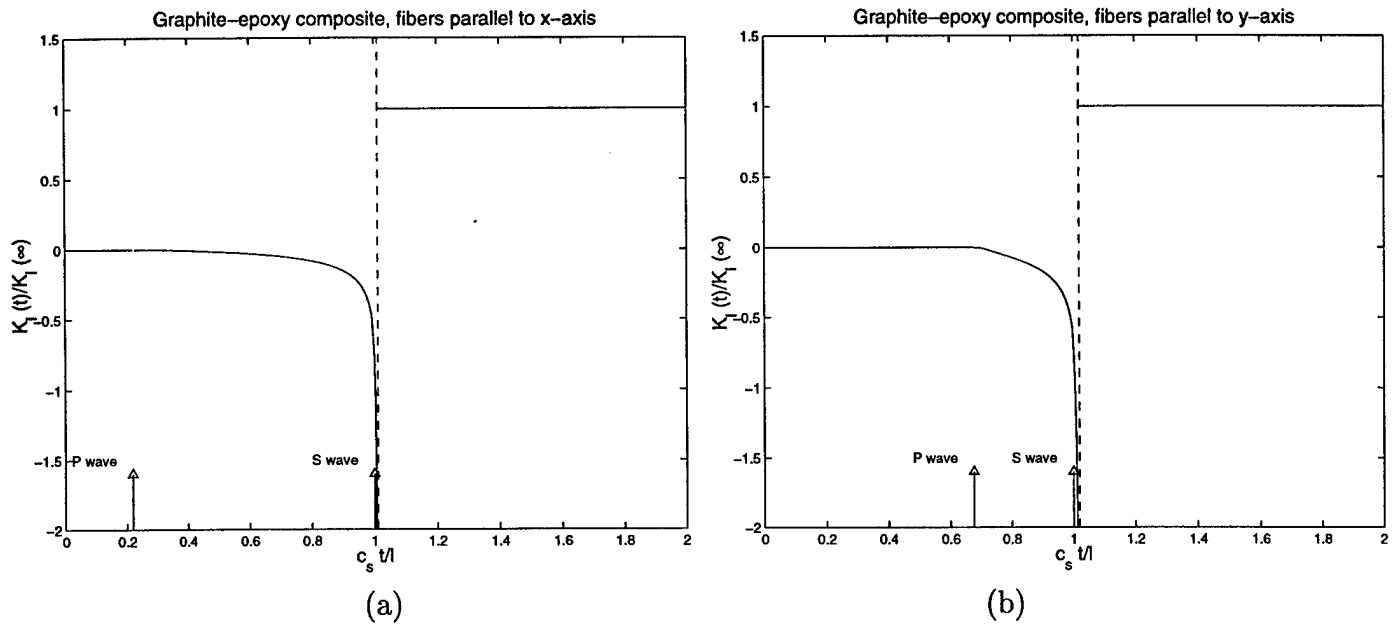 Graphite–epoxy composite, fibers parallel to x–axis
1.5
1
0.5
0
−0.5
−1
−1.5
−2
K_I (t)/K_I (∞)
P wave
S wave
0 0.2 0.4 0.6 0.8 1 1.2 1.4 1.6 1.8 2
c_s t/l
(a)
Graphite–epoxy composite, fibers parallel to y–axis
1.5
1
0.5
0
−0.5
−1
−1.5
−2
K_I (t)/K_I (∞)
P wave
S wave
0 0.2 0.4 0.6 0.8 1 1.2 1.4 1.6 1.8 2
c_s t/l
(b)